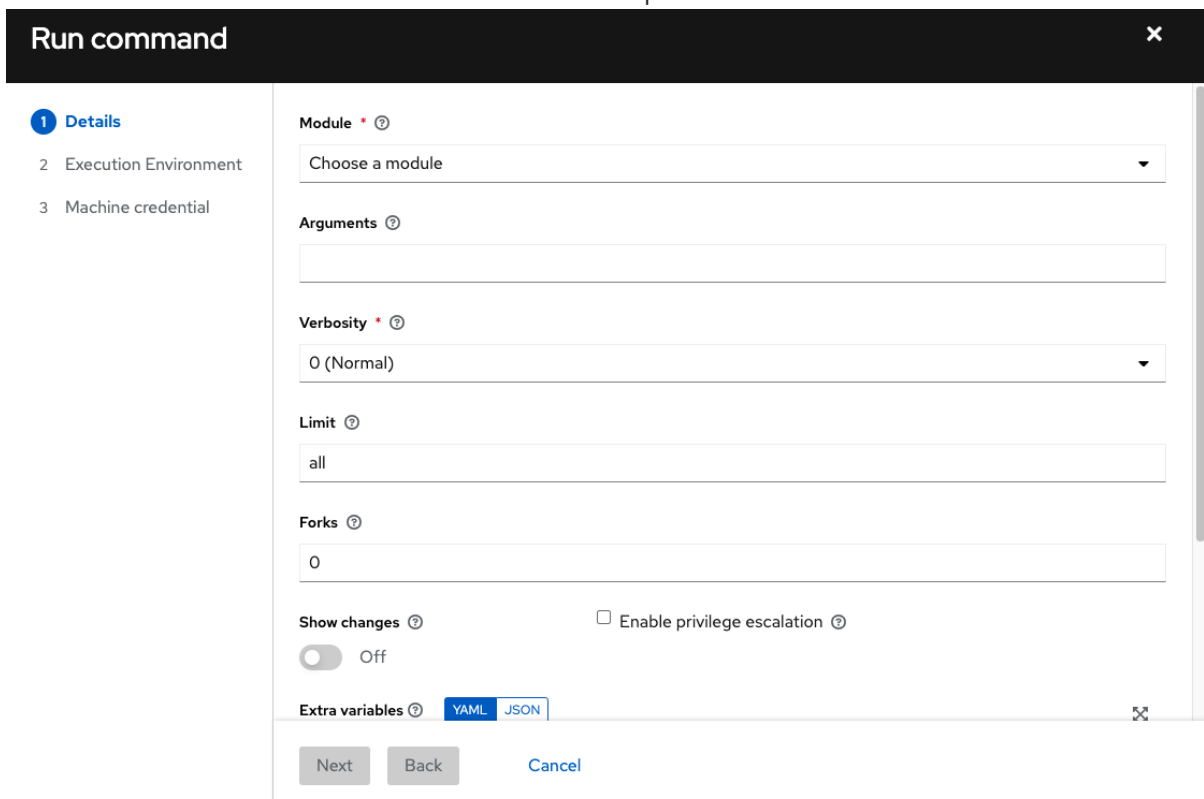 Run command
1 Details
2 Execution Environment
3 Machine credential
Module *
Choose a module
Arguments
Verbosity *
0 (Normal)
Limit
all
Forks
0
Show changes
Enable privilege escalation
Off
Extra variables YAML JSON
Next Back Cancel